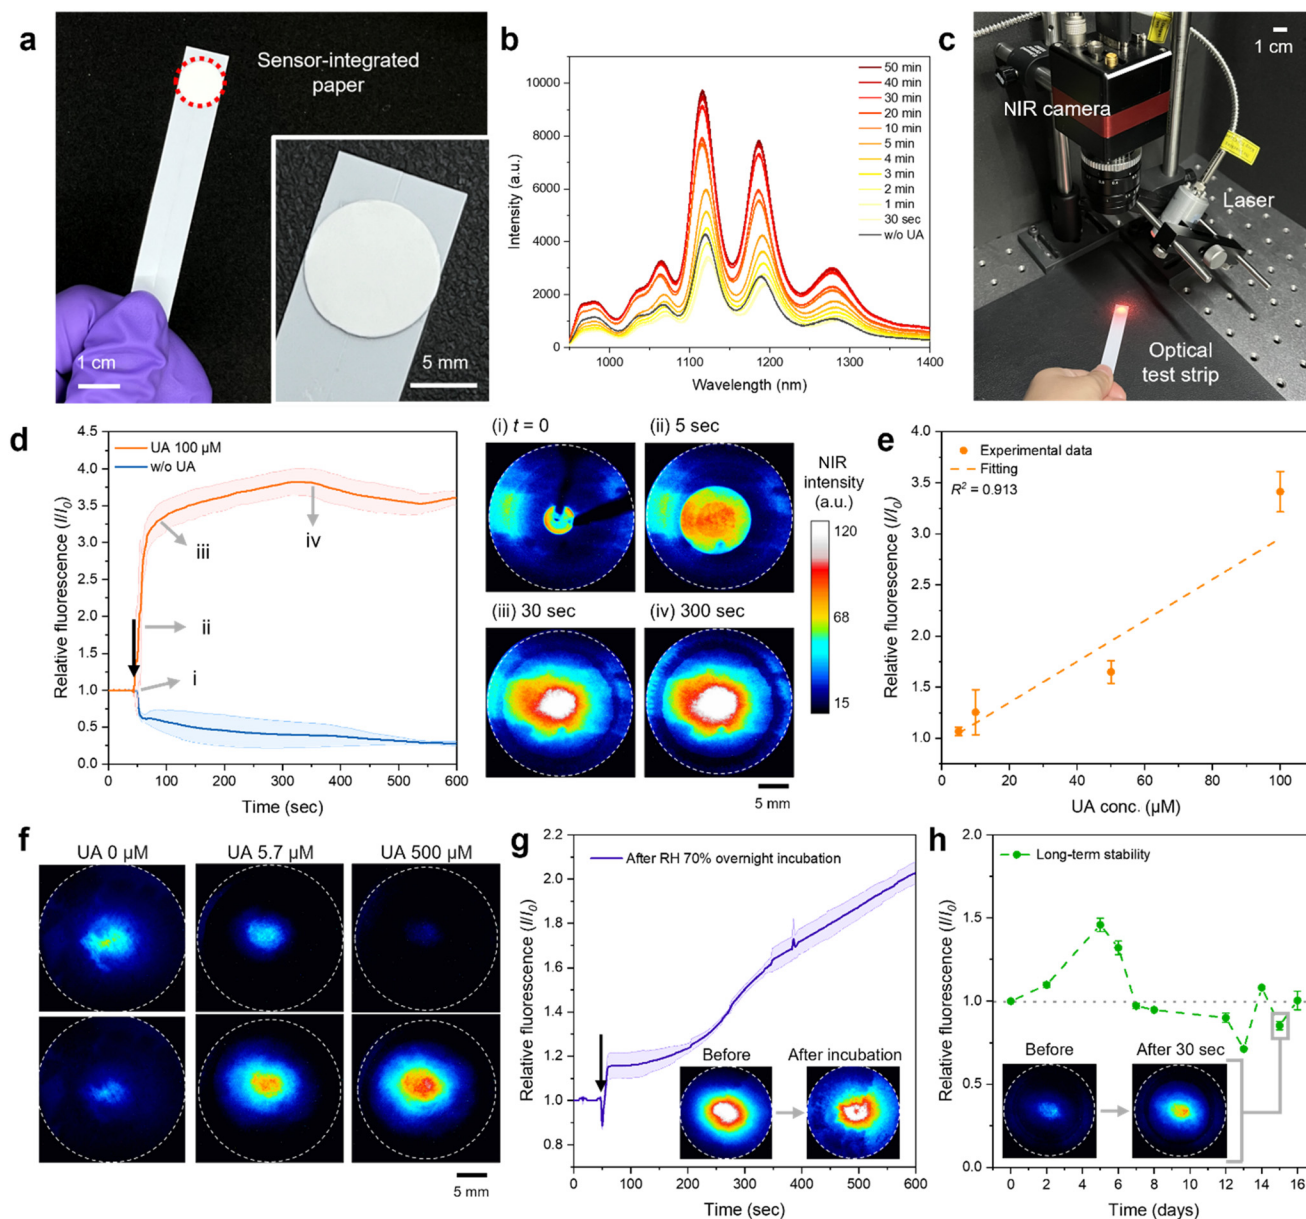 a
Sensor-integrated
paper
1 cm
5 mm
b
Intensity (a.u.)
10000
8000
6000
4000
2000
0
50 min
40 min
30 min
20 min
10 min
5 min
4 min
3 min
2 min
1 min
30 sec
w/o UA
1000
1100
1200
1300
1400
Wavelength (nm)
c
1 cm
NIR camera
Laser
Optical
test strip
d
Relative fluorescence (I/I0)
4.5
4.0
3.5
3.0
2.5
2.0
1.5
1.0
0.5
0.0
UA 100 µM
w/o UA
iii
iv
ii
i
0
100
200
300
400
500
600
Time (sec)
(i) t = 0
(ii) 5 sec
(iii) 30 sec
(iv) 300 sec
NIR
intensity
(a.u.)
120
68
15
5 mm
e
Relative fluorescence (I/I0)
4.0
3.5
3.0
2.5
2.0
1.5
1.0
Experimental data
Fitting
R² = 0.913
0
20
40
60
80
100
UA conc. (µM)
f
UA 0 µM
UA 5.7 µM
UA 500 µM
5 mm
g
Relative fluorescence (I/I0)
2.2
2.0
1.8
1.6
1.4
1.2
1.0
0.8
After RH 70% overnight incubation
Before
After incubation
0
100
200
300
400
500
600
Time (sec)
h
Relative fluorescence (I/I0)
2.0
1.5
1.0
0.5
0.0
Long-term stability
Before
After 30 sec
0
2
4
6
8
10
12
14
16
Time (days)